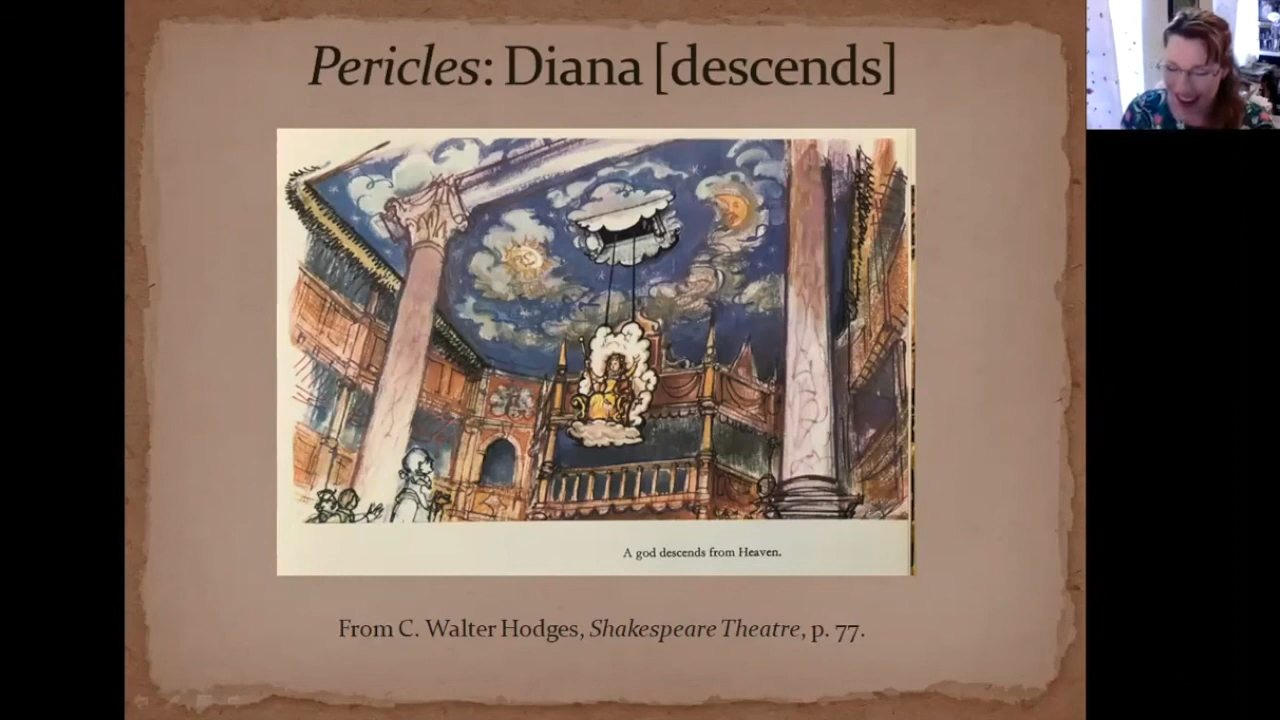 Pericles: Diana [descends]
A god descends from Heaven.
From C. Walter Hodges, Shakespeare Theatre, p. 77.